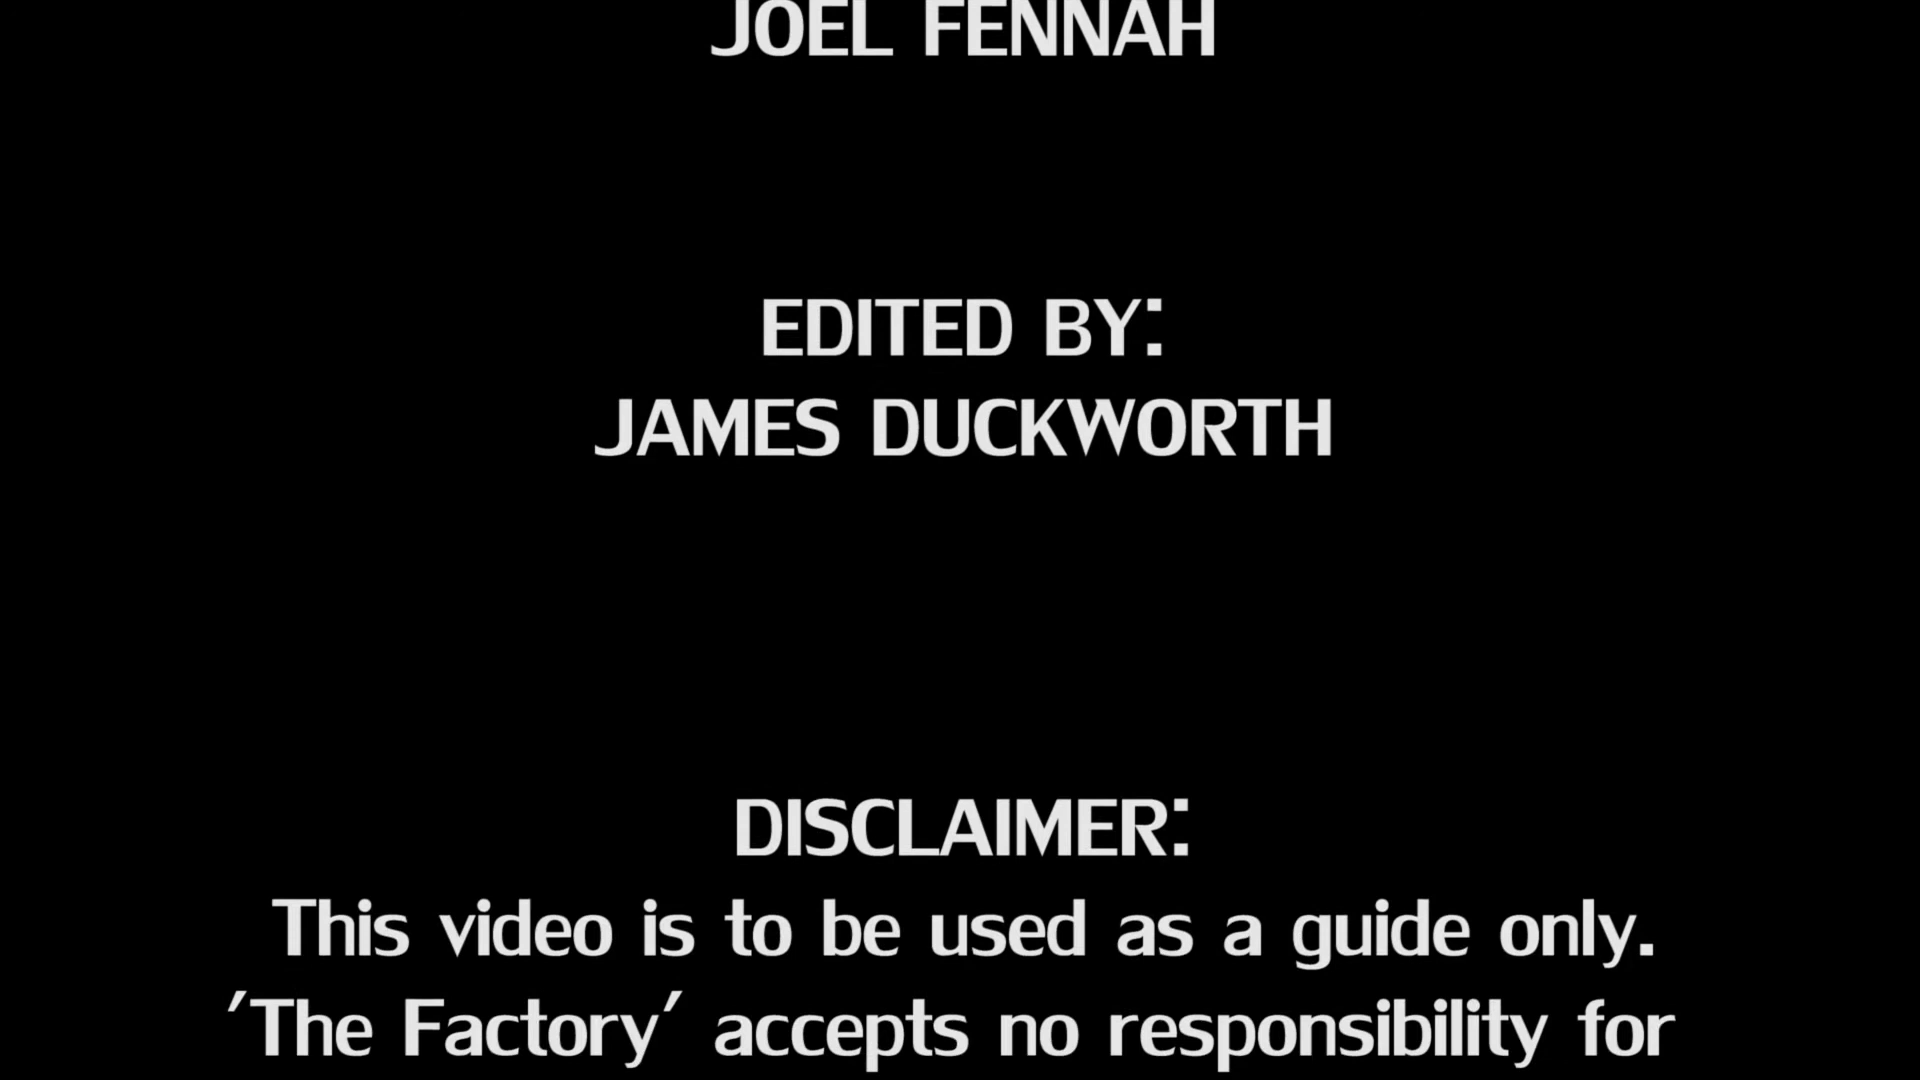 JOEL FENNAH
EDITED BY:
JAMES DUCKWORTH
DISCLAIMER:
This video is to be used as a guide only.
'The Factory' accepts no responsibility for